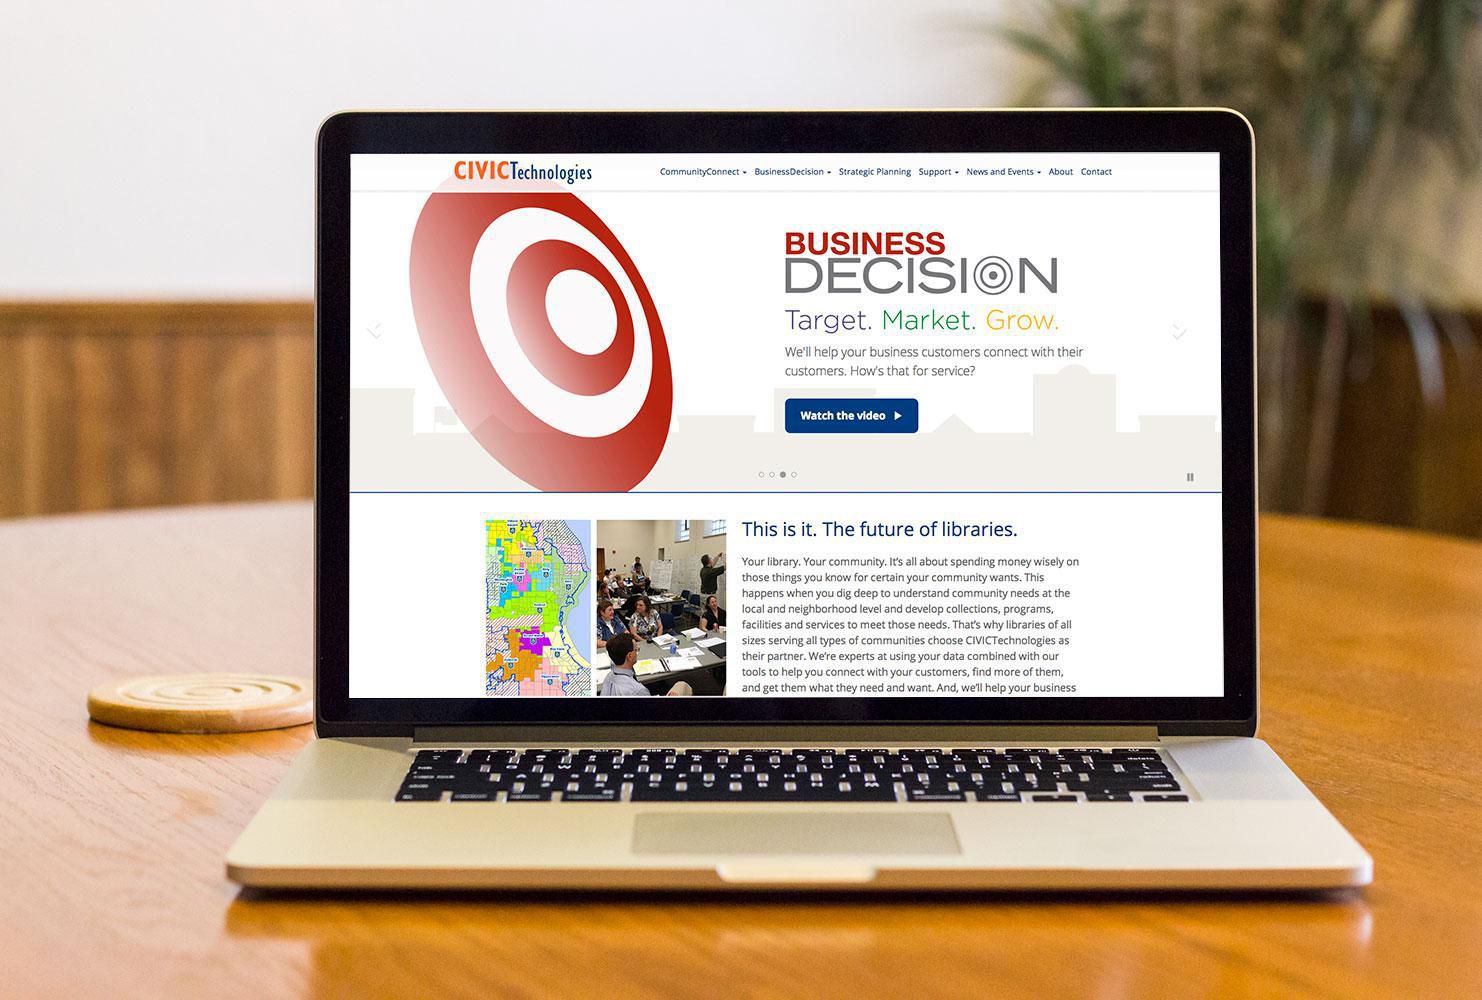 CIVICTechnologies
CommunityConnect BusinessDecision Strategic Planning Support News and Events About Contact
BUSINESS
DECISION
Target. Market. Grow.
We'll help your business customers connect with their
customers. How's that for service?
Watch the video
This is it. The future of libraries.
Your library. Your community. It's all about spending money wisely on
those things you know for certain your community wants. This
happens when you dig deep to understand community needs at the
local and neighborhood level and develop collections, programs,
facilities and services to meet those needs. That's why libraries of all
sizes serving all types of communities choose CIVICTechnologies as
their partner. We're experts at using your data combined with our
tools to help you connect with your customers, find more of them,
and get them what they need and want. And, we'll help your business
delete
return
shift